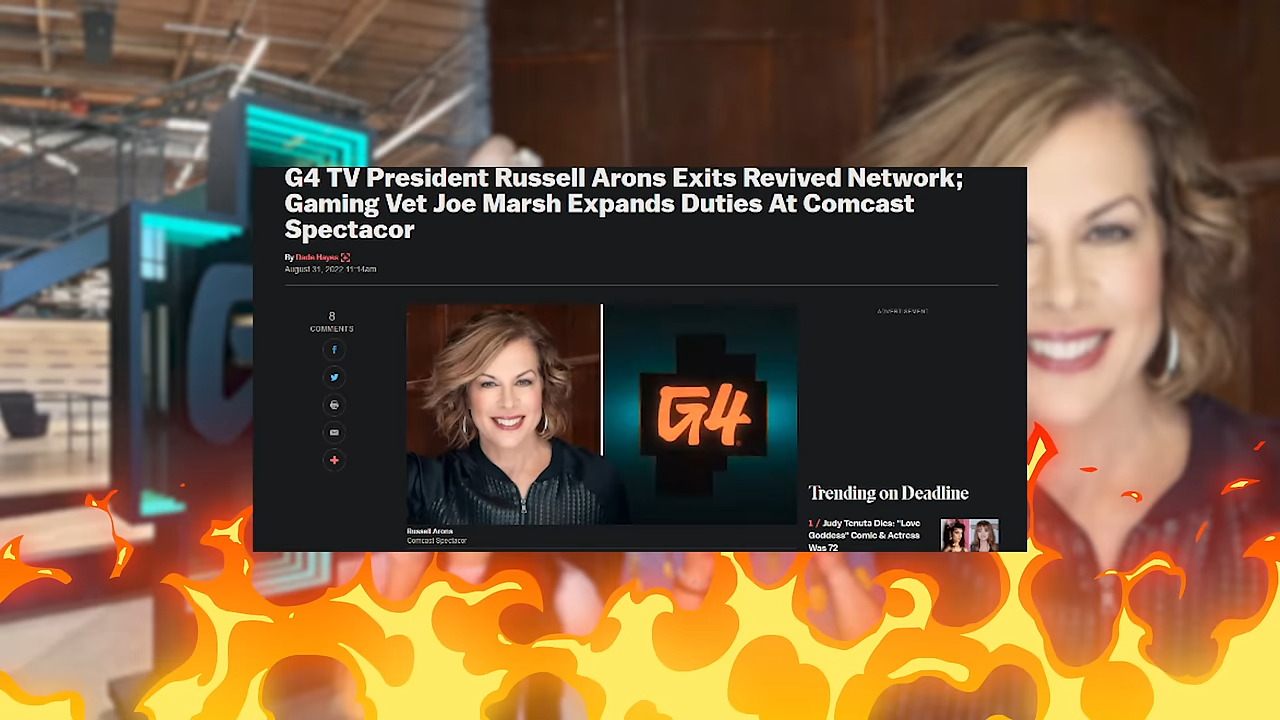 G4 TV President Russell Arons Exits Revived Network;
Gaming Vet Joe Marsh Expands Duties At Comcast
Spectacor
By Dade Hayes
August 31, 2022 11:14am
8
COMMENTS
ADVERTISEMENT
G4
Trending on Deadline
1 / Judy Tenuta Dies: "Love
Goddess" Comic & Actress
Was 72
Russell Arons
Comcast Spectacor